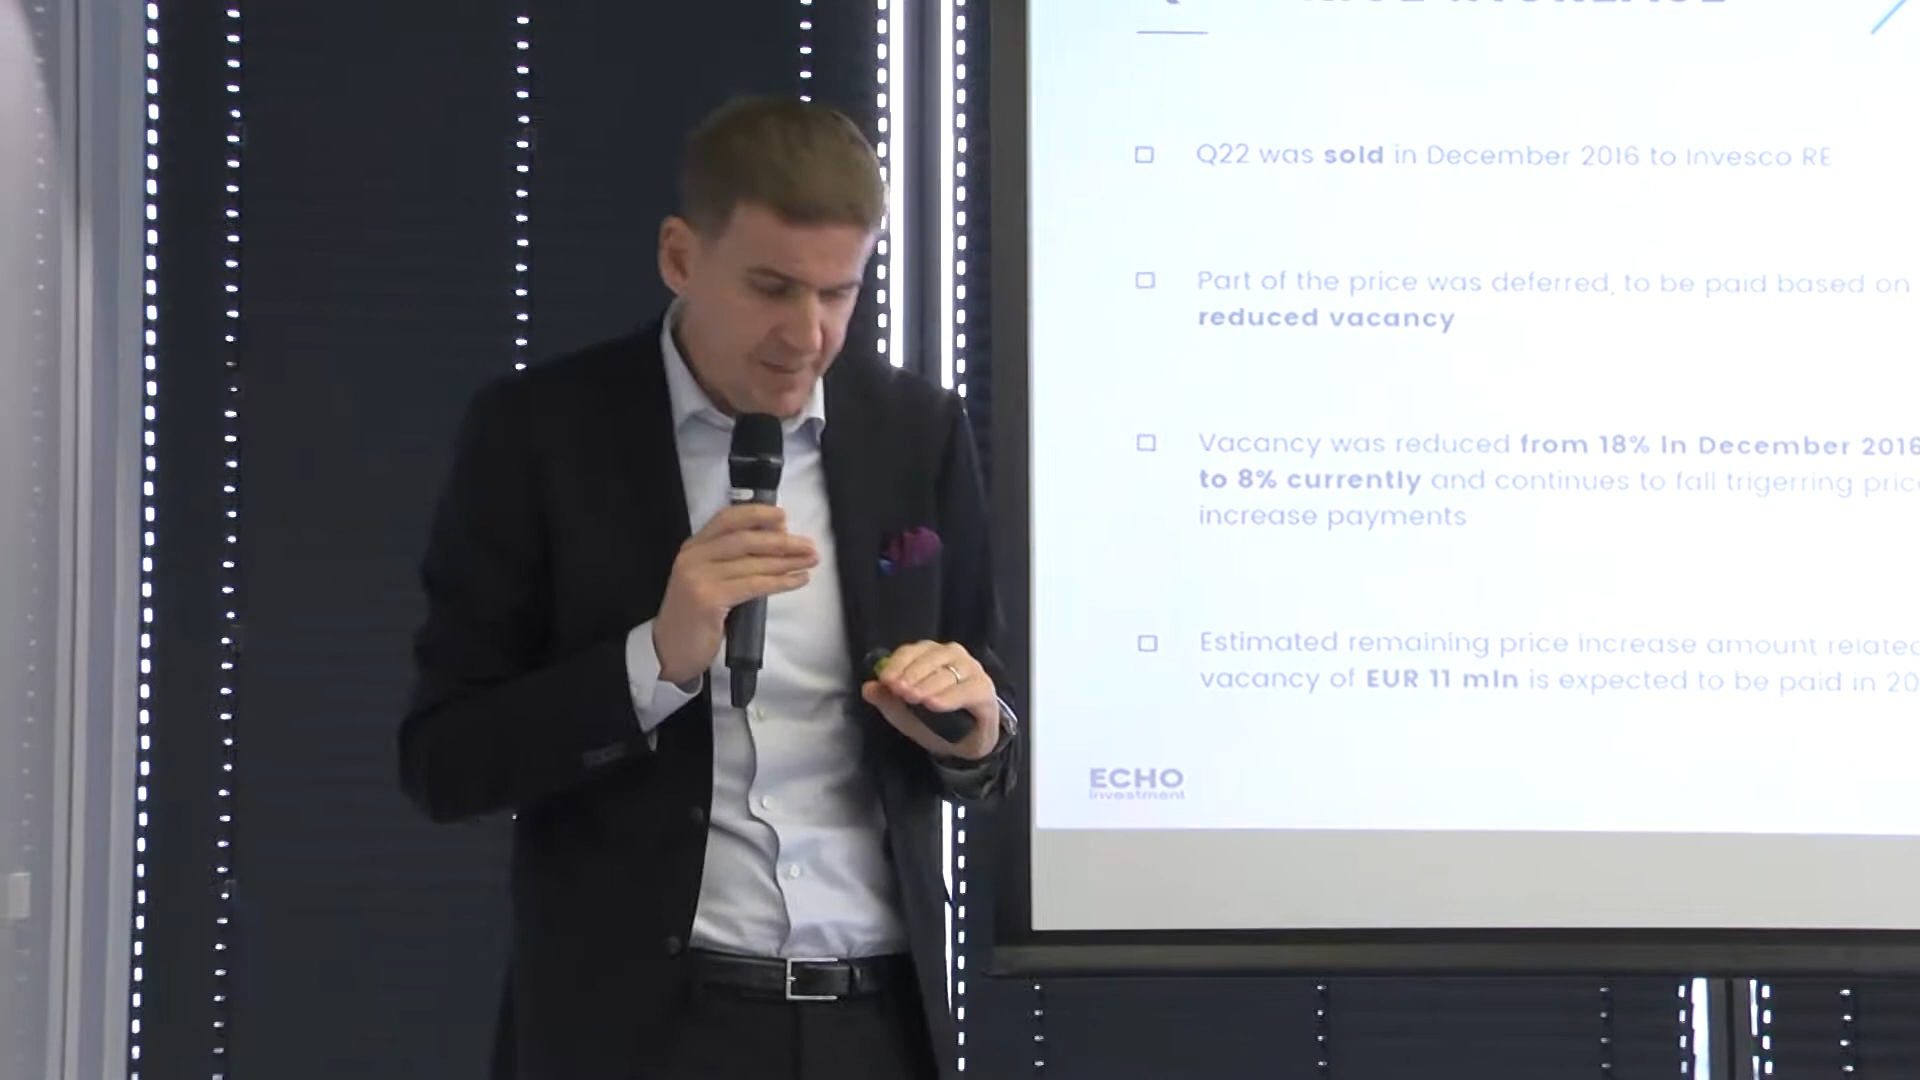 Q22 was sold in December 2016 to Invesco RE
Part of the price was deferred, to be paid based on
reduced vacancy
Vacancy was reduced from 18% In December 2016
to 8% currently and continues to fall trigerring
increase payments
Estimated remaining price increase amount
vacancy of EUR 11 mln is expected to be paid in
ECHO
investment